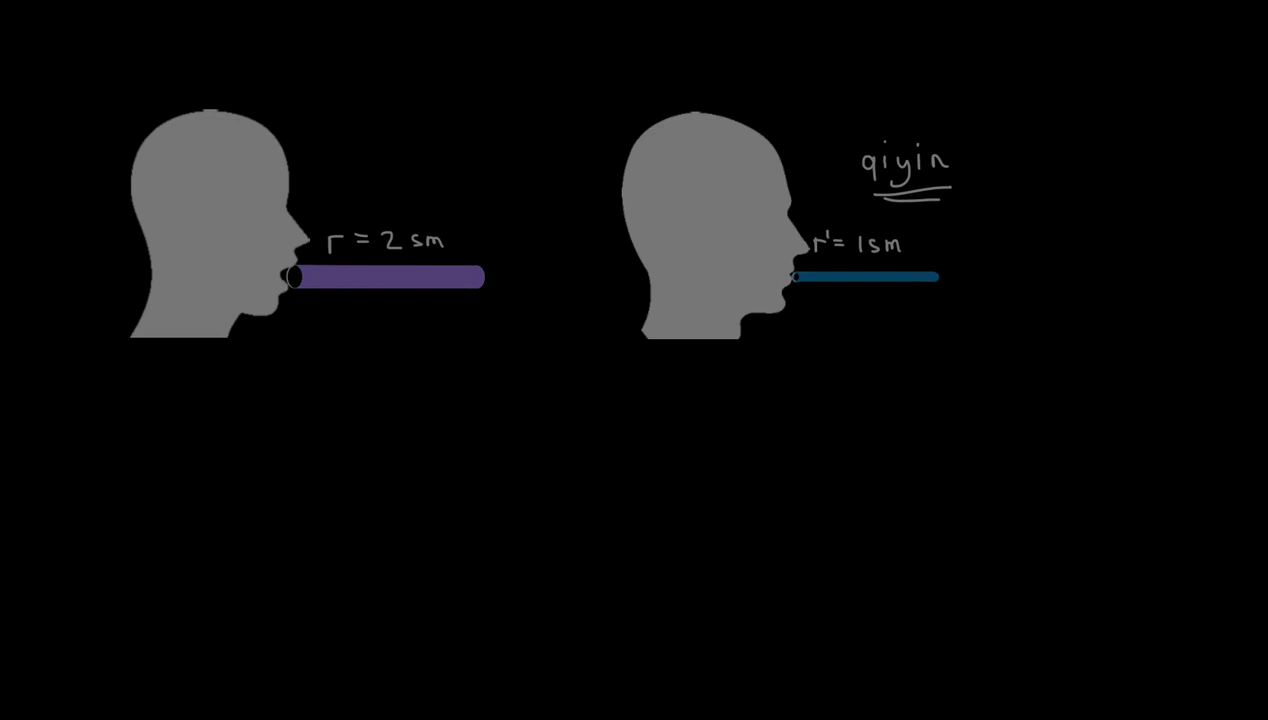 qiyin
r = 2 sm
r' = 1 sm